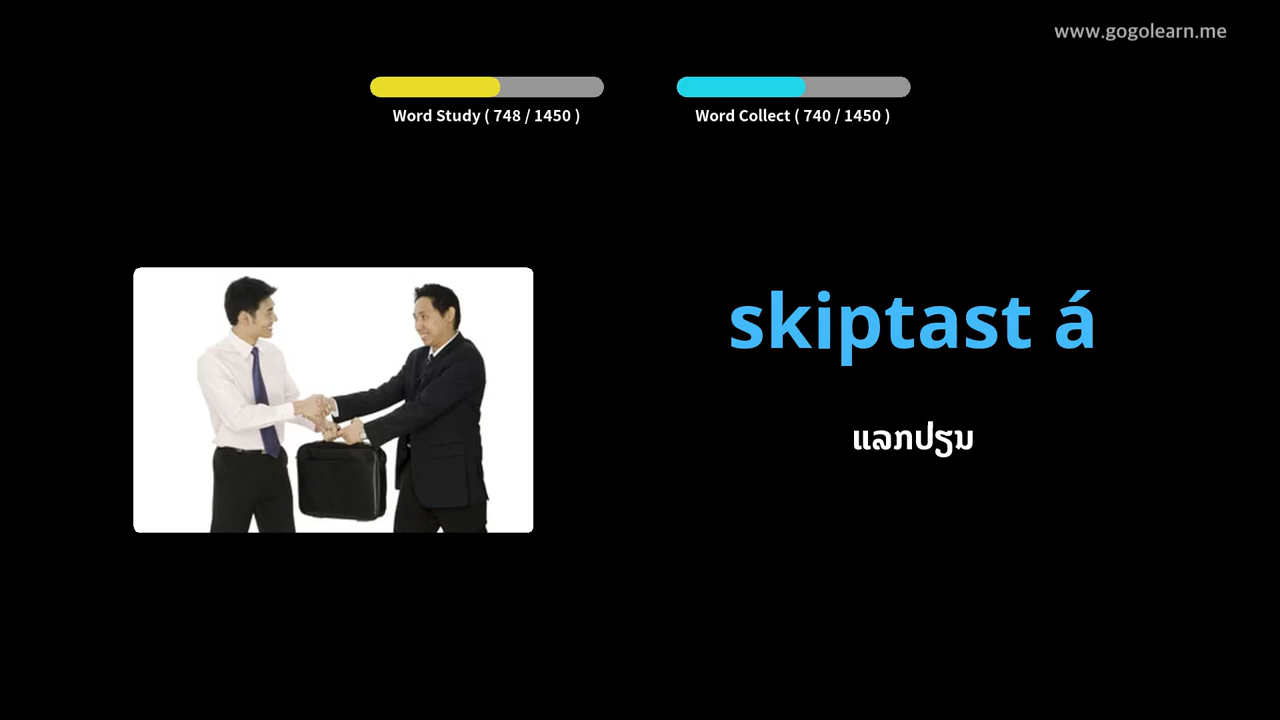 www.gogolearn.me
Word Study ( 748 / 1450 )
Word Collect ( 740 / 1450 )
skiptast á
ແລກປຽນ